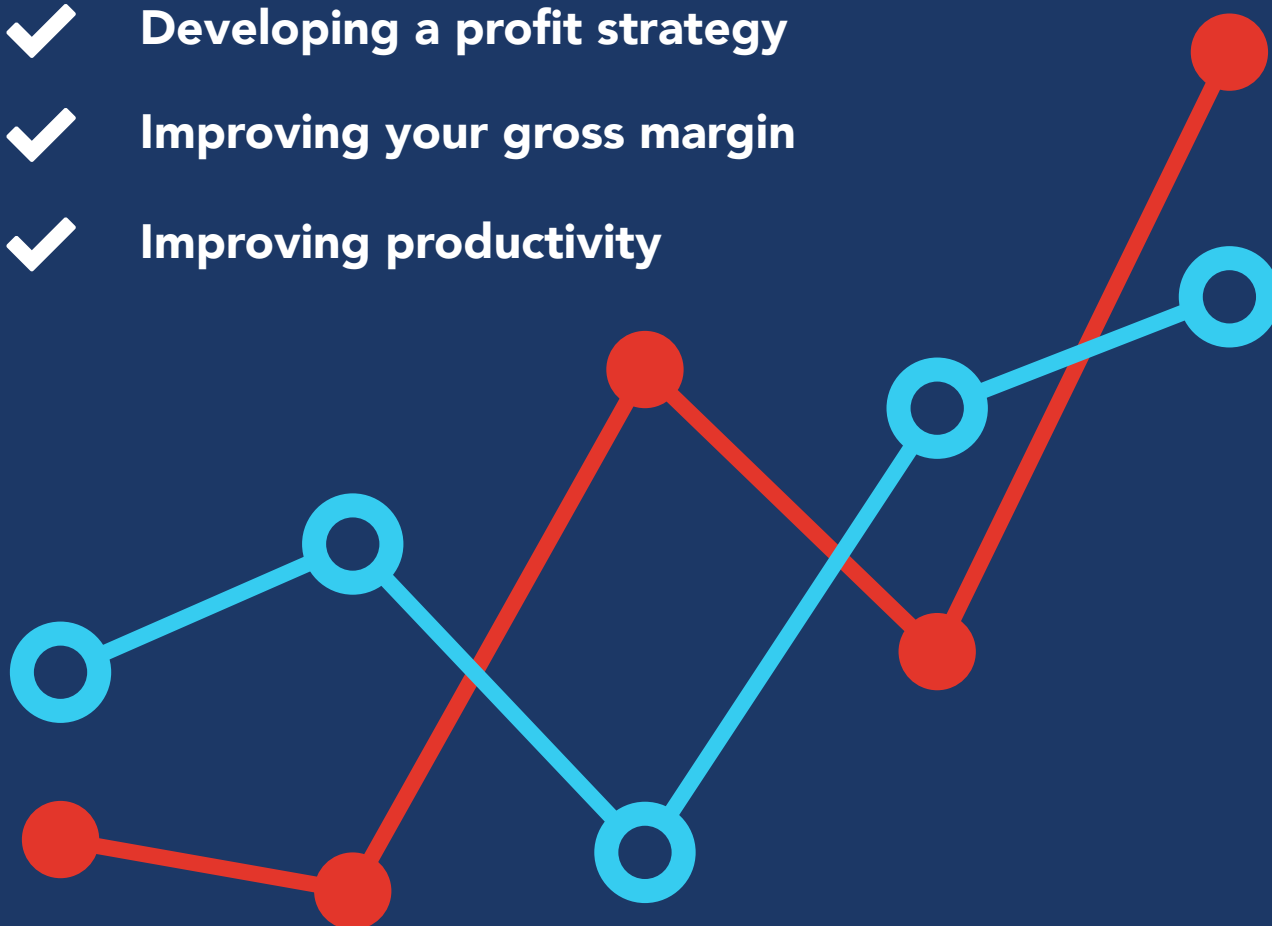 Developing a profit strategy
Improving your gross margin
Improving productivity